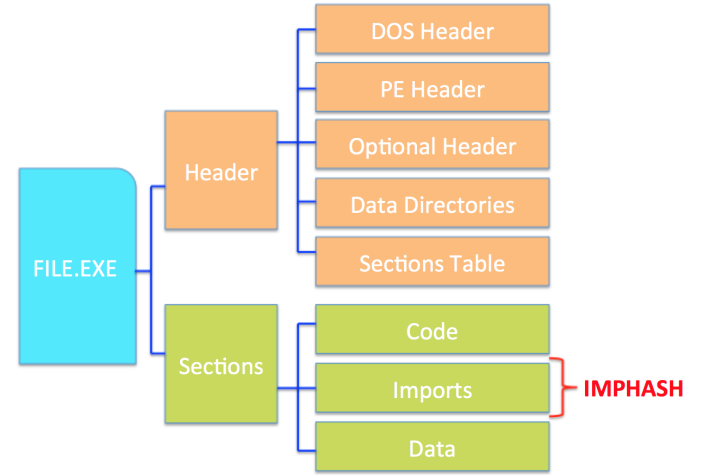 DOS Header
PE Header
Header
Optional Header
Data Directories
FILE.EXE
Sections Table
Code
Sections
Imports
IMPHASH
Data